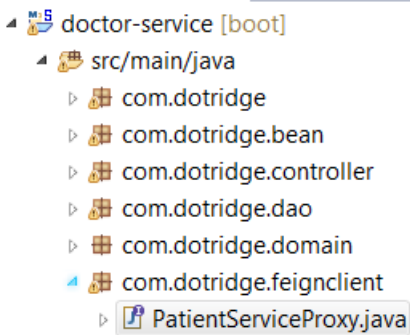 doctor-service [boot]
src/main/java
com.dotridge
com.dotridge.bean
com.dotridge.controller
com.dotridge.dao
com.dotridge.domain
com.dotridge.feignclient
PatientServiceProxy.java